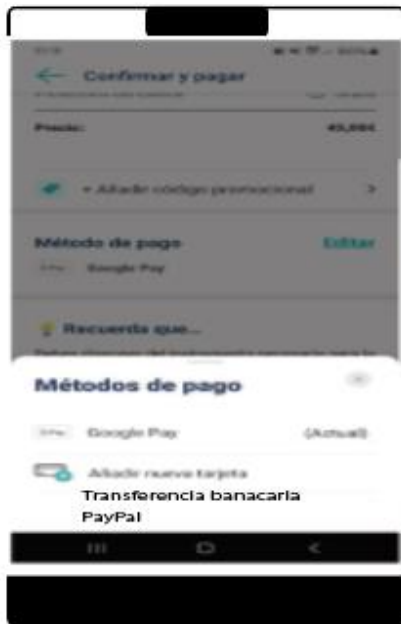 Confirmar y pagar
Precio:
+ Añadir código promocional >
Método de pago Editar
Google Pay
Recuerda que...
Métodos de pago
Google Pay (Actual)
Añadir nueva tarjeta
Transferencia banacaria
PayPal